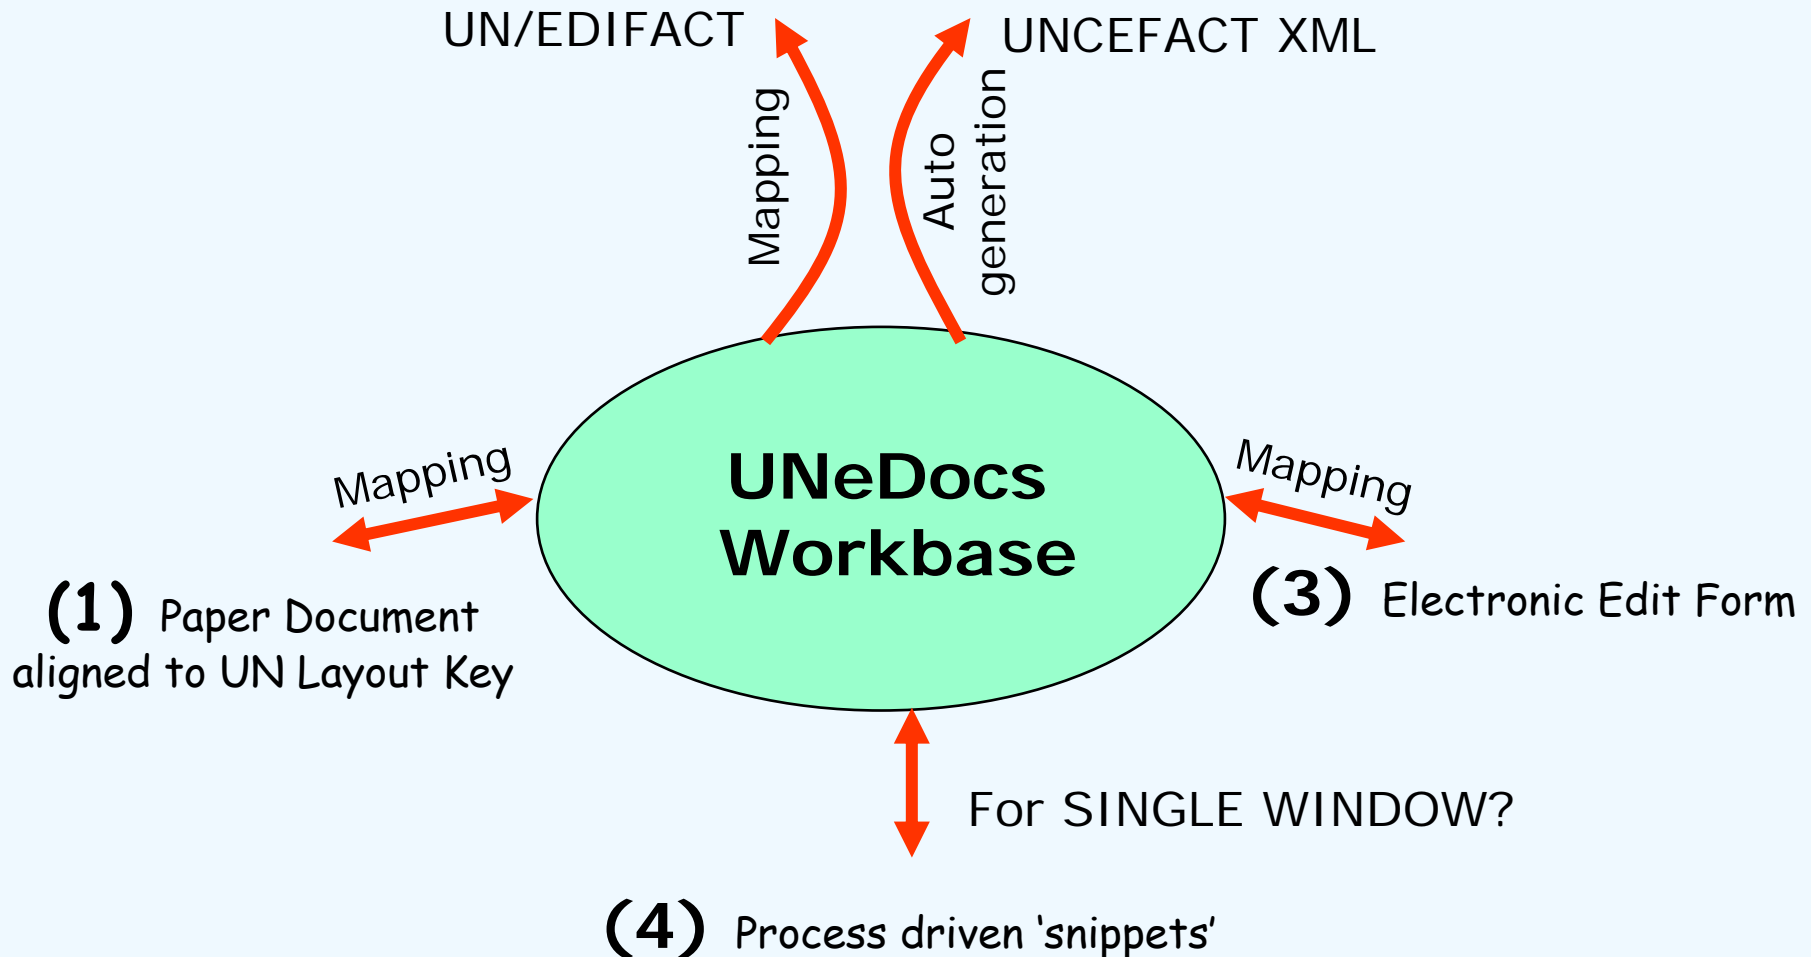 UN/EDIFACT
UNCEFACT XML
Mapping
Auto
generation
Mapping
Mapping
UNeDocs
Workbase
(1) Paper Document
aligned to UN Layout Key
(3) Electronic Edit Form
For SINGLE WINDOW?
(4) Process driven ‘snippets’